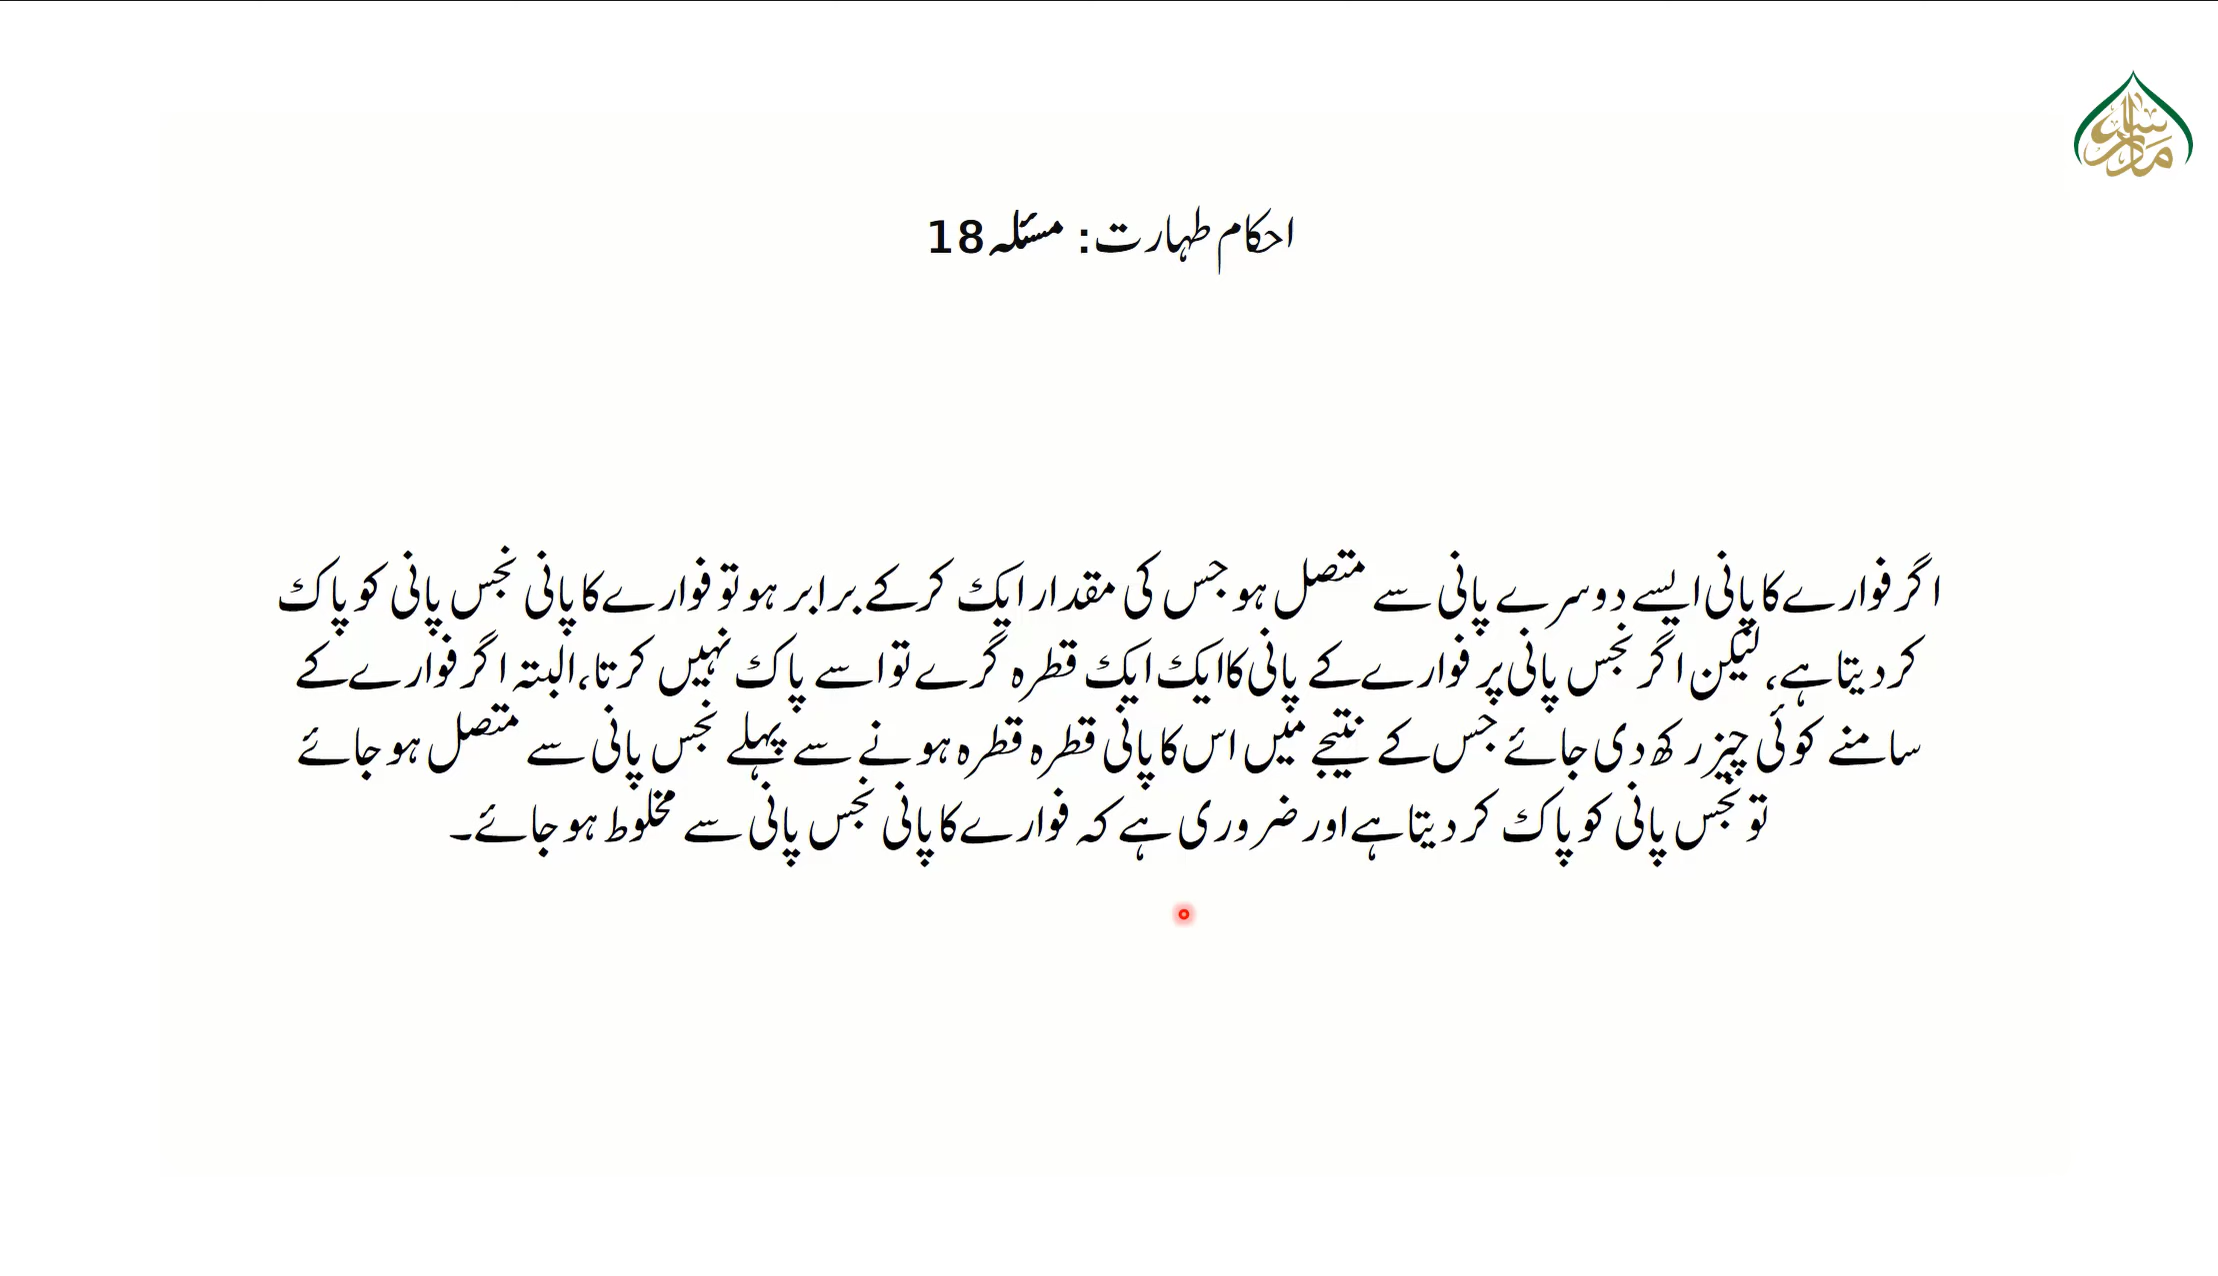 احکام طہارت: مسئلہ 18
اگر فوارے کا پانی ایسے دوسرے پانی سے متصل ہو جس کی مقدار ایک کر کے برابر ہو تو فوارے کا پانی نجس پانی کو پاک
کر دیتا ہے، لیکن اگر نجس پانی پر فوارے کے پانی کا ایک ایک قطرہ گرے تو اسے پاک نہیں کرتا، البتہ اگر فوارے کے
سامنے کوئی چیز رکھ دی جائے جس کے نتیجے میں اس کا پانی قطرہ قطرہ ہونے سے پہلے نجس پانی سے متصل ہو جائے
تو نجس پانی کو پاک کر دیتا ہے اور ضروری ہے کہ فوارے کا پانی نجس پانی سے مخلوط ہو جائے۔